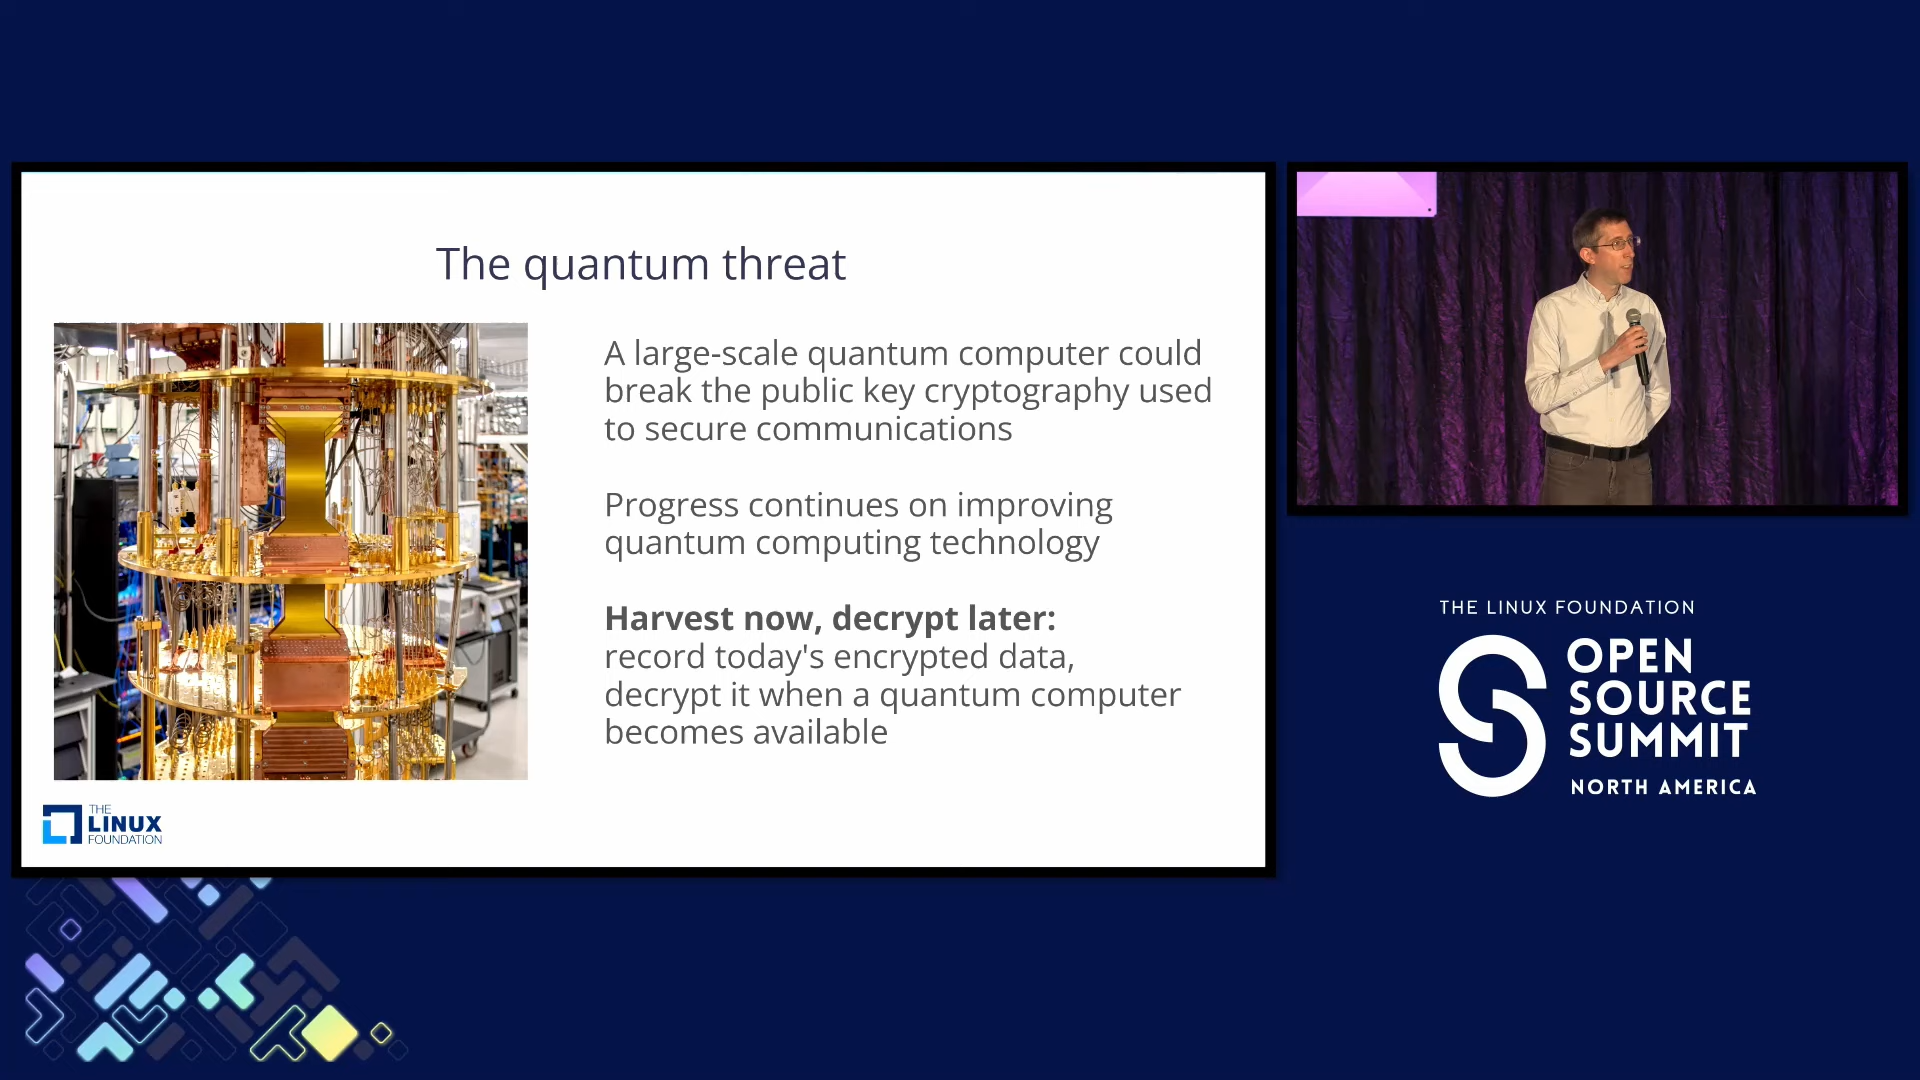 The quantum threat
A large-scale quantum computer could
break the public key cryptography used
to secure communications
Progress continues on improving
quantum computing technology
Harvest now, decrypt later:
record today's encrypted data,
decrypt it when a quantum computer
becomes available
THE
LINUX
FOUNDATION
THE LINUX FOUNDATION
OPEN
SOURCE
SUMMIT
NORTH AMERICA